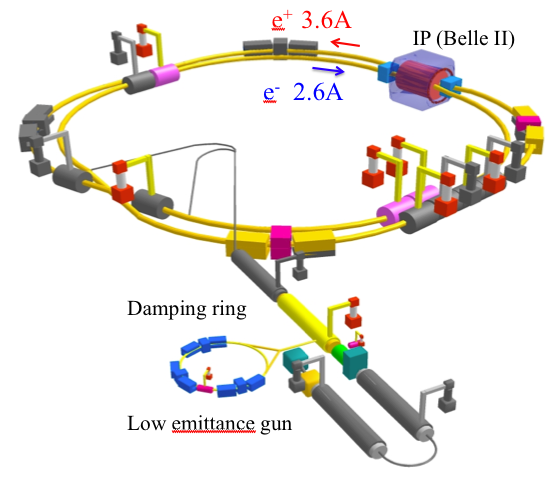 e⁺ 3.6A
IP (Belle II)
e⁻ 2.6A
Damping ring
Low emittance gun